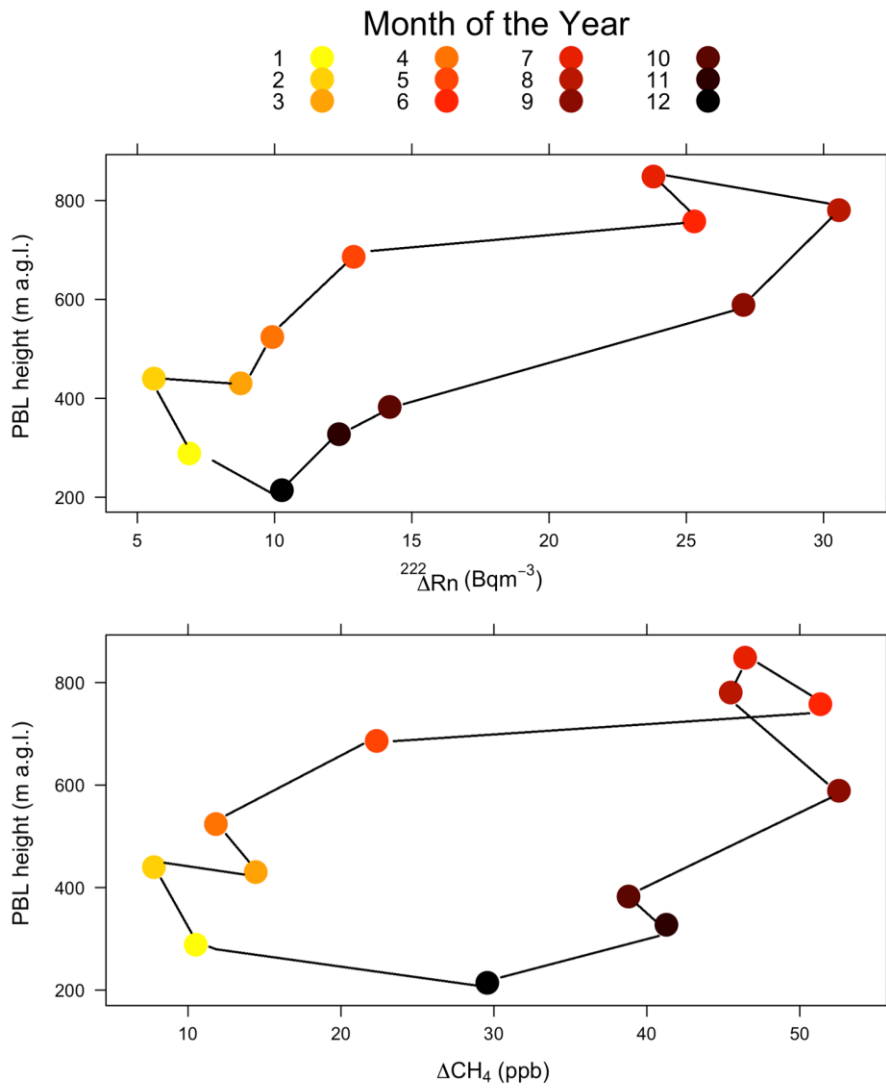 Month of the Year
1 4 7 10
2 5 8 11
3 6 9 12
800
600
400
200
PBL height (m a.g.l.)
5 10 15 20 25 30
²²²ΔRn (Bqm⁻³)
800
600
400
200
PBL height (m a.g.l.)
10 20 30 40 50
ΔCH₄ (ppb)